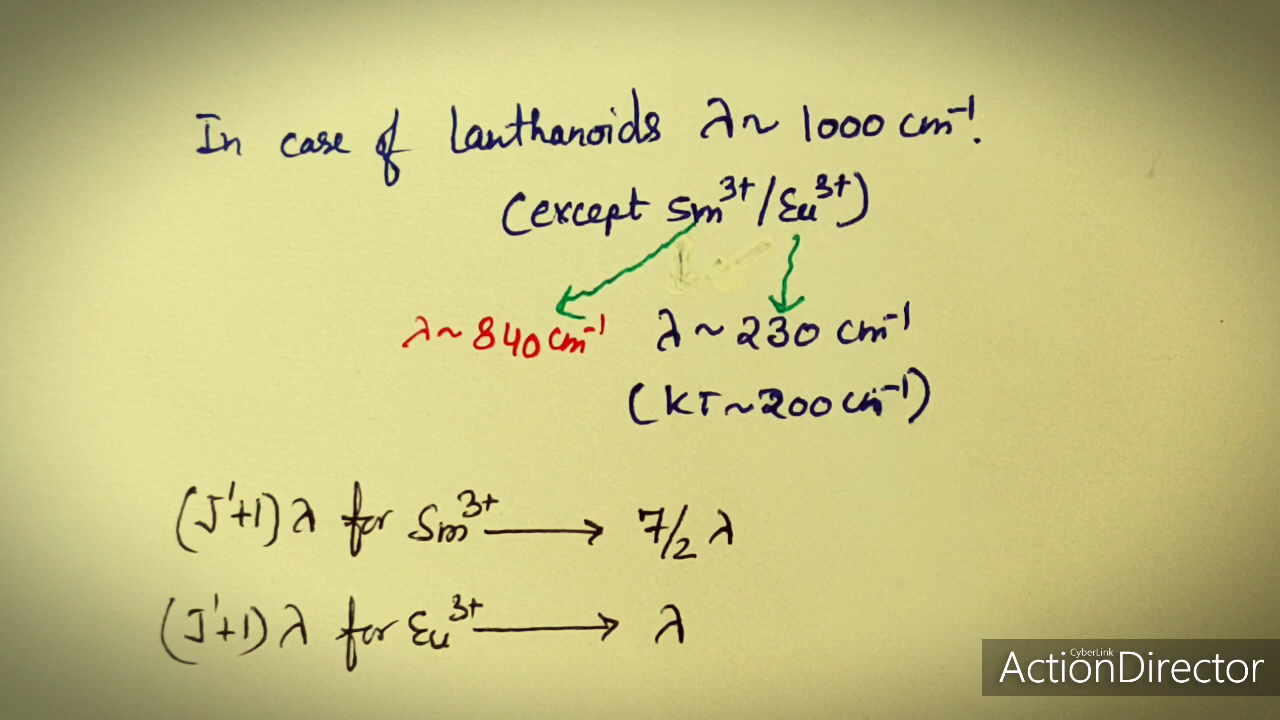 In case of lanthanoids λ ~ 1000 cm⁻¹.
(except Sm³⁺/Eu³⁺)
λ ~ 840 cm⁻¹ λ ~ 230 cm⁻¹
(KT ~ 200 cm⁻¹)
(J'+1) λ for Sm³⁺ ⟶ 7/2 λ
(J'+1) λ for Eu³⁺ ⟶ λ
CyberLink
ActionDirector